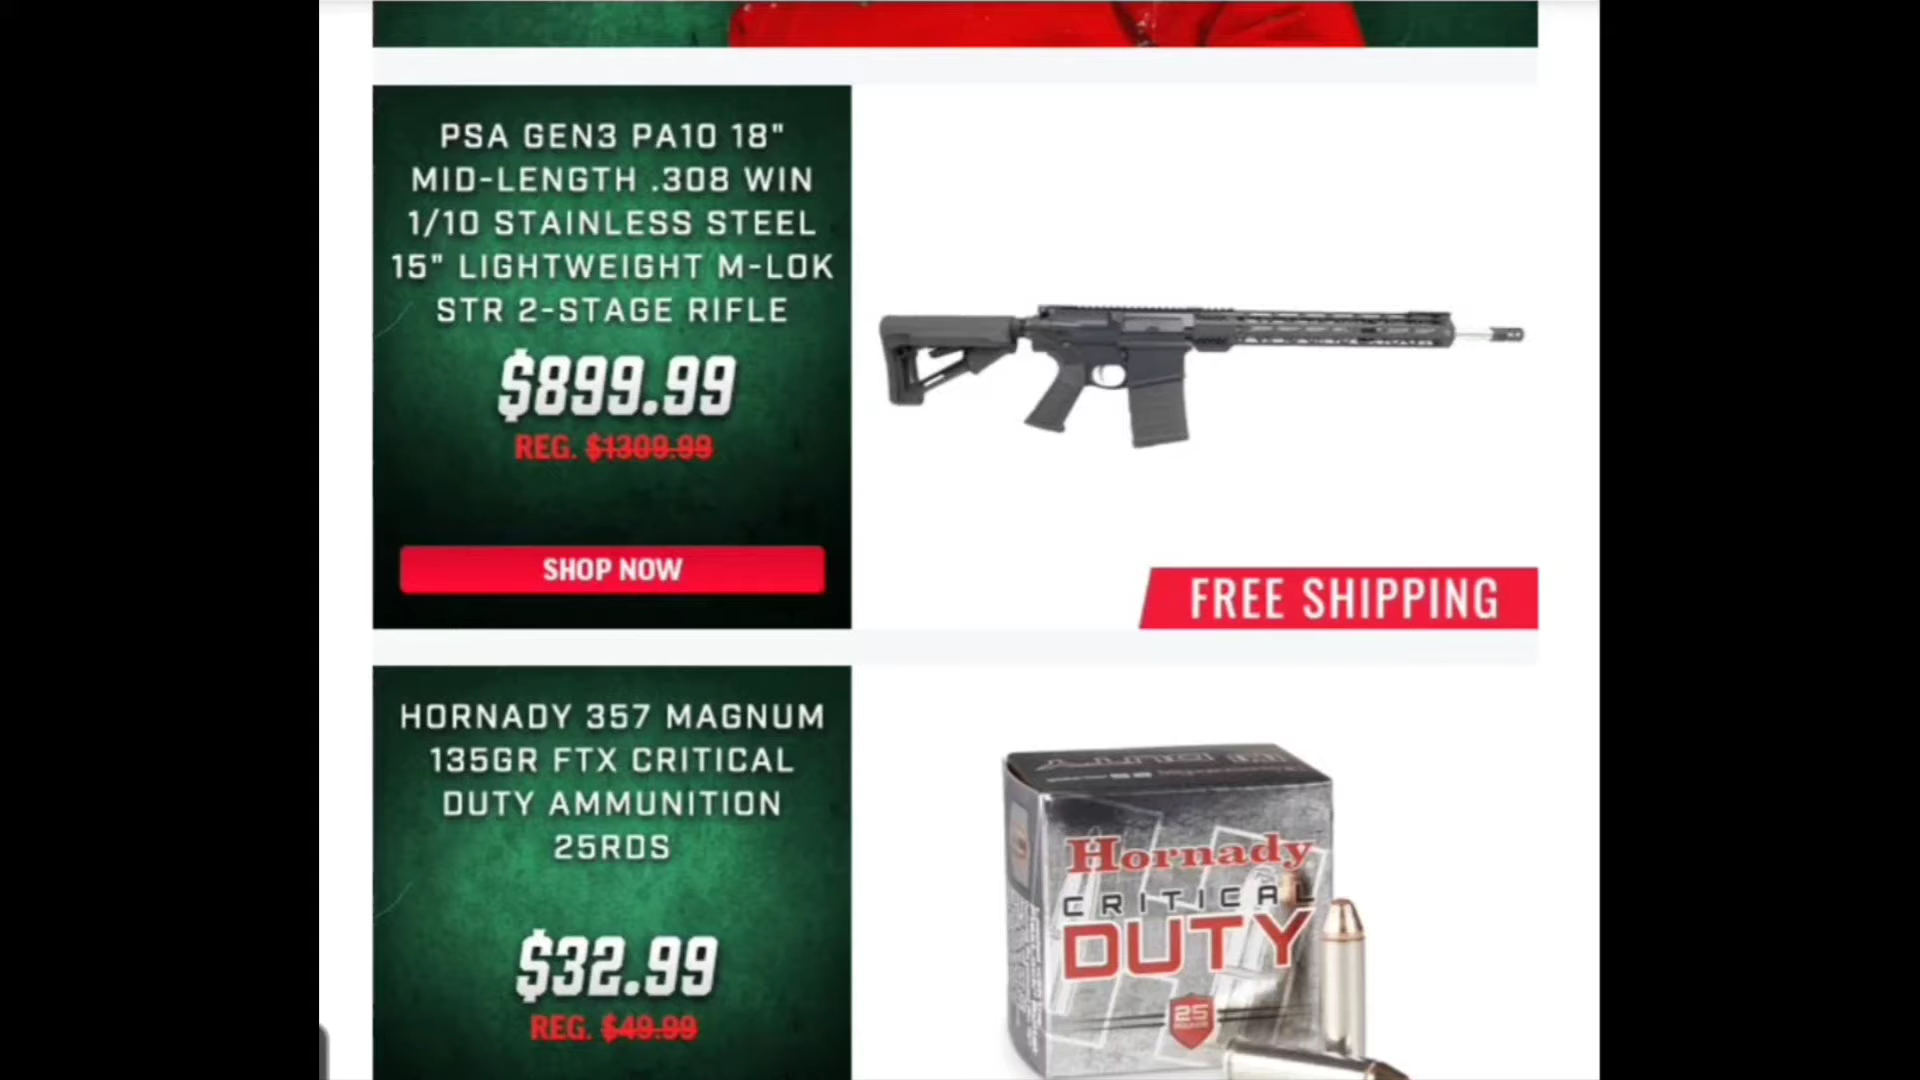 PSA GEN3 PA10 18"
MID-LENGTH .308 WIN
1/10 STAINLESS STEEL
15" LIGHTWEIGHT M-LOK
STR 2-STAGE RIFLE
$899.99
REG. $1309.99
SHOP NOW
FREE SHIPPING
HORNADY 357 MAGNUM
135GR FTX CRITICAL
DUTY AMMUNITION
25RDS
$32.99
REG. $49.99
Hornady
CRITICAL
DUTY
25